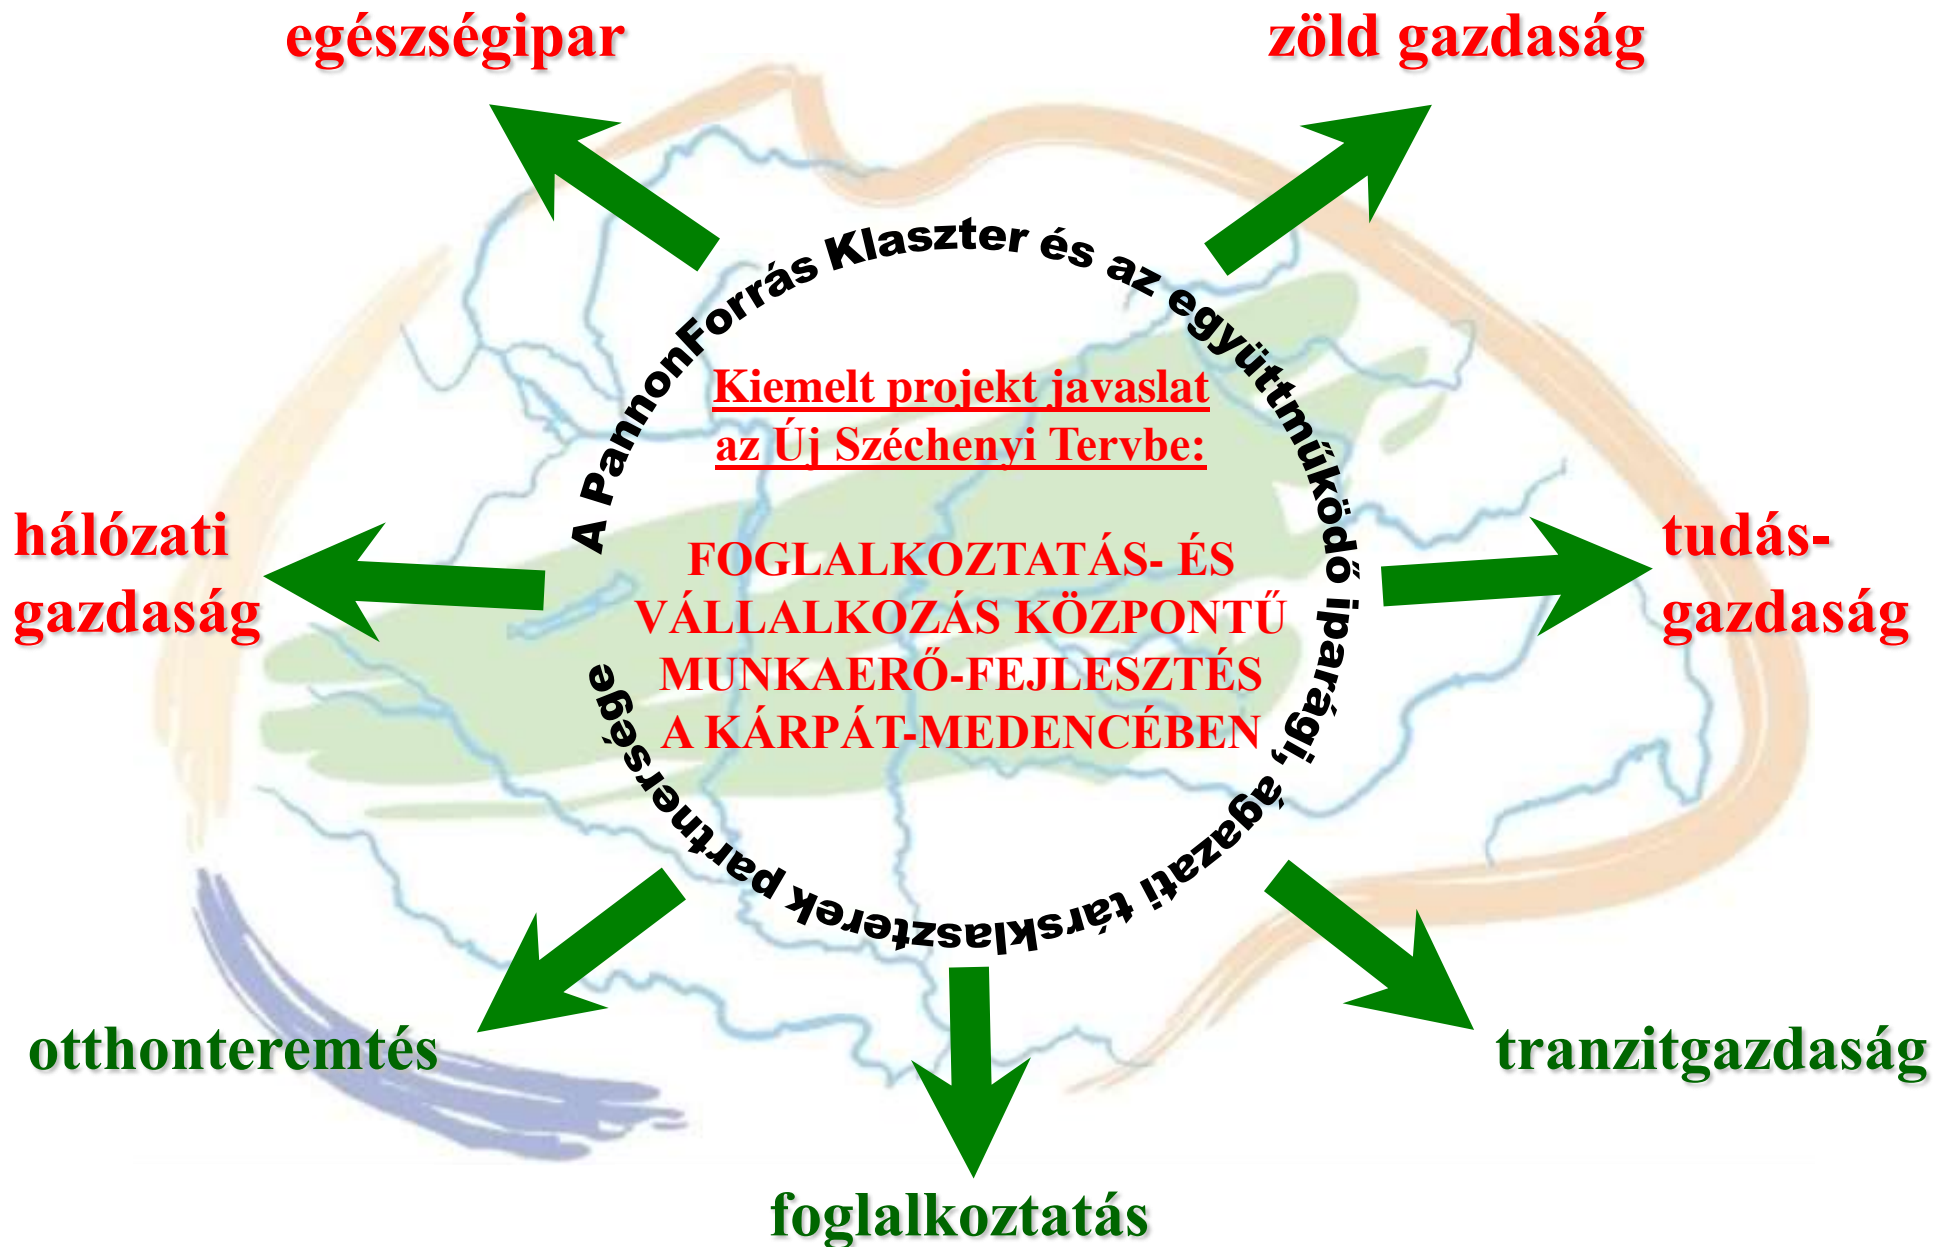 egészségipar
zöld gazdaság
A PannonForrás Klaszter és az együttműködő iparági, ágazati társklaszterek partnersége
Kiemelt projekt javaslat
az Új Széchenyi Tervbe:
FOGLALKOZTATÁS- ÉS
VÁLLALKOZÁS KÖZPONTŰ
MUNKAERŐ-FEJLESZTÉS
A KÁRPÁT-MEDENCÉBEN
hálózati
gazdaság
tudás-
gazdaság
otthonteremtés
tranzitgazdaság
foglalkoztatás